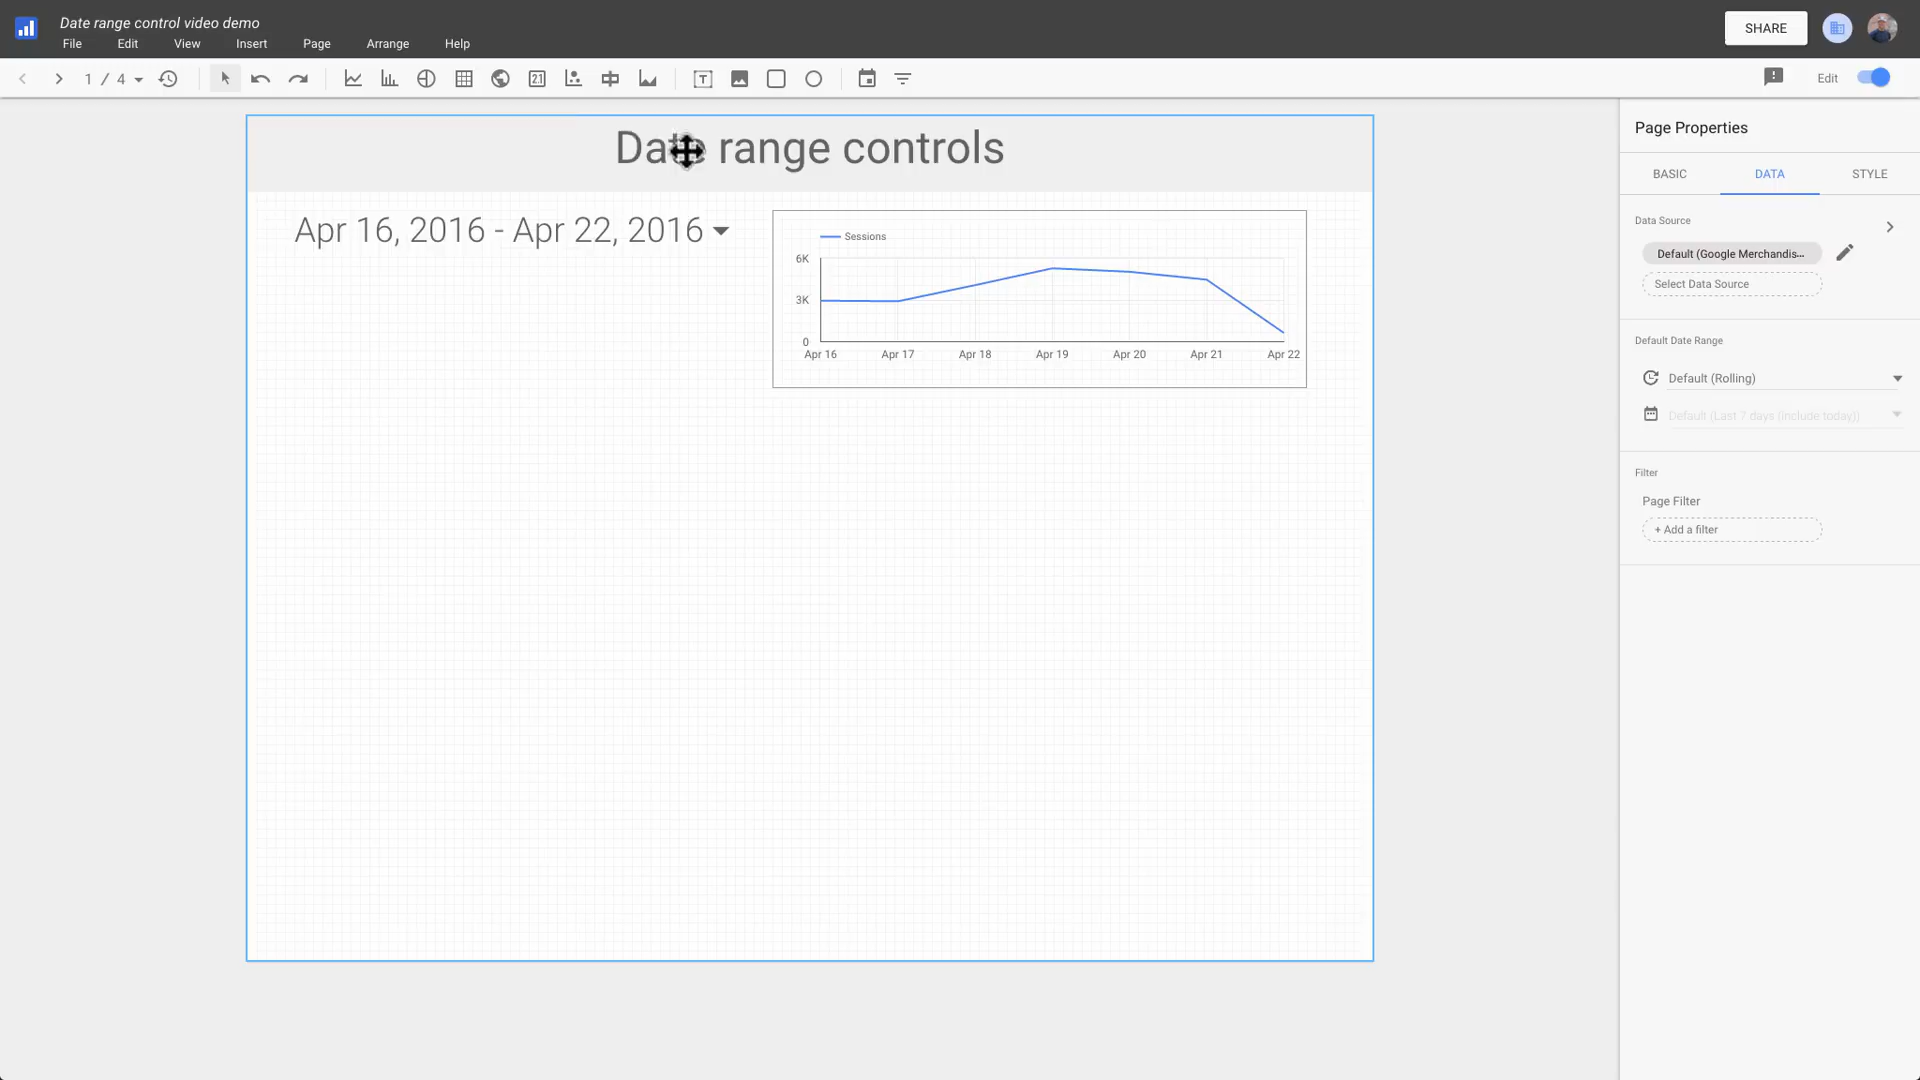 Date range control video demo
File Edit View Insert Page Arrange Help
SHARE
1 / 4
21
T
Edit
Date range controls
Apr 16, 2016 - Apr 22, 2016
Sessions
6K
3K
0
Apr 16 Apr 17 Apr 18 Apr 19 Apr 20 Apr 21 Apr 22
Page Properties
BASIC DATA STYLE
Data Source
Default (Google Merchandis...
Select Data Source
Default Date Range
Default (Rolling)
Default (Last 7 days (include today))
Filter
Page Filter
+ Add a filter